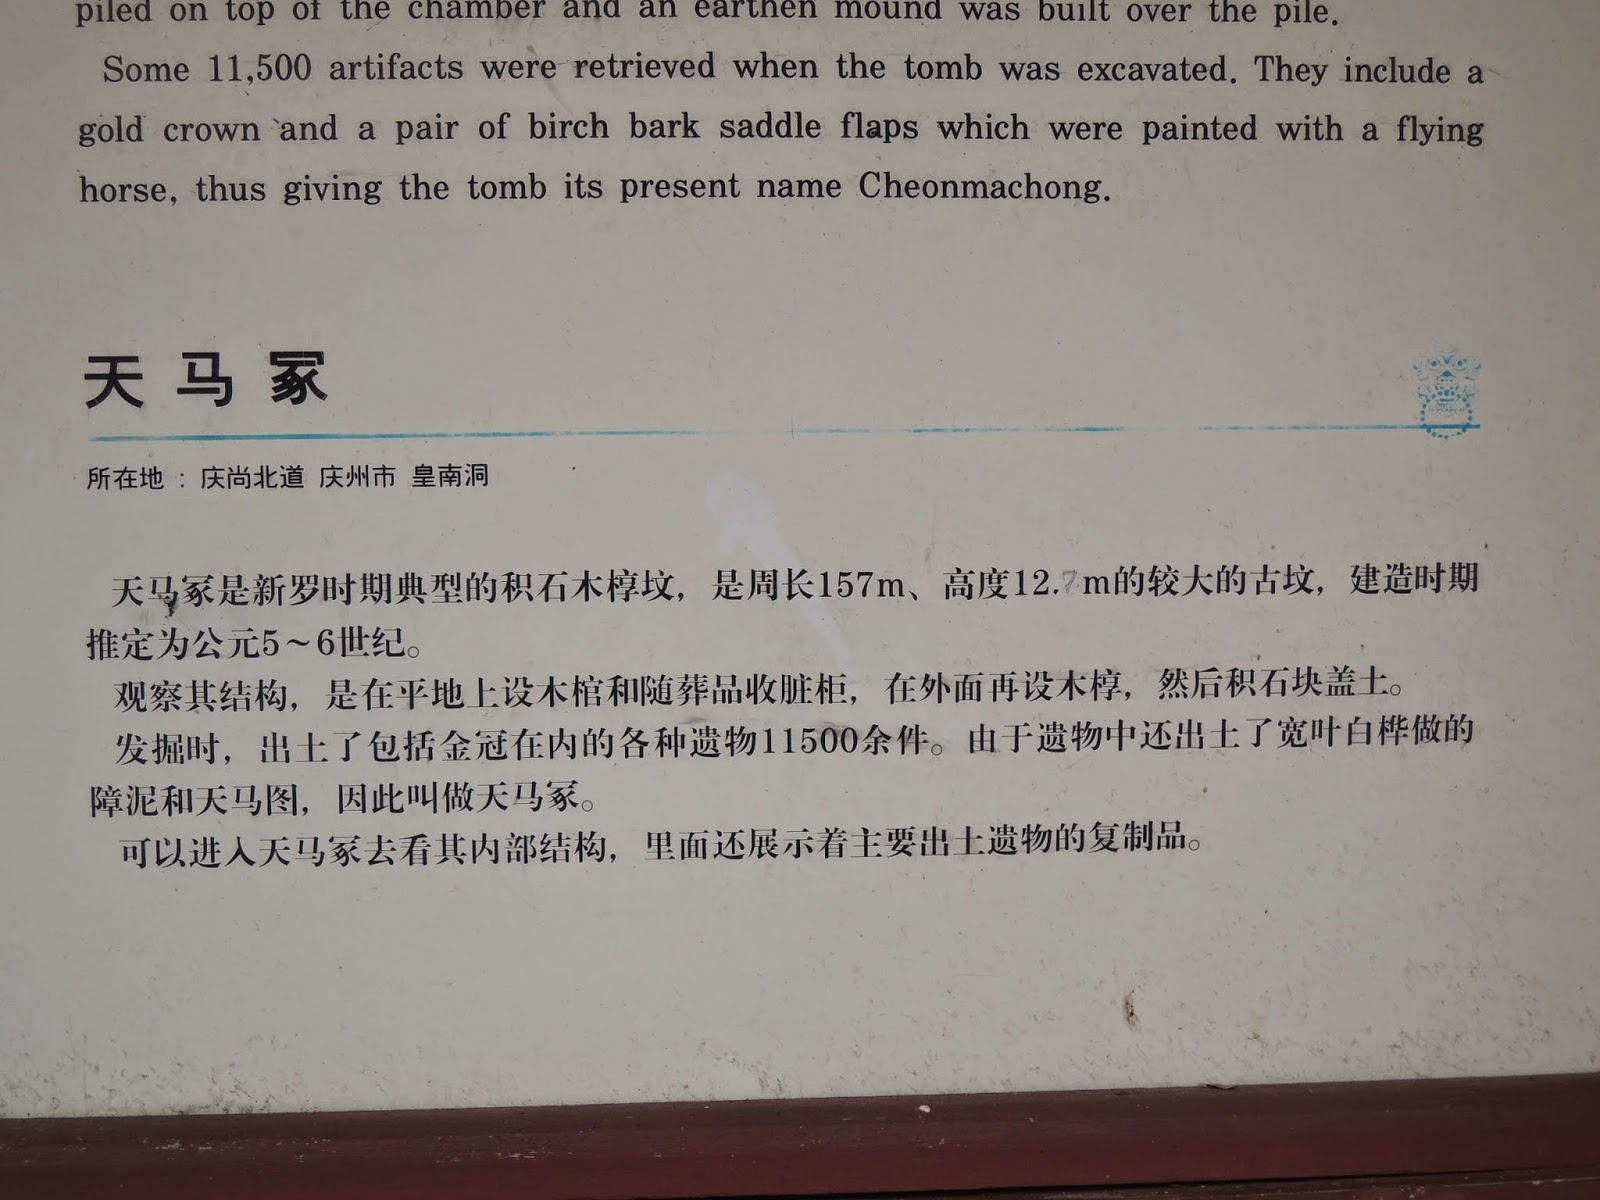 piled on top of the chamber and an earthen mound was built over the pile.
Some 11,500 artifacts were retrieved when the tomb was excavated. They include a
gold crown and a pair of birch bark saddle flaps which were painted with a flying
horse, thus giving the tomb its present name Cheonmachong.
天马冢
所在地 : 庆尚北道 庆州市 皇南洞
天马冢是新罗时期典型的积石木椁坟，是周长157m、高度12.7m的较大的古坟，建造时期
推定为公元5~6世纪。
观察其结构，是在平地上设木棺和随葬品收脏柜，在外面再设木椁，然后积石块盖土。
发掘时，出土了包括金冠在内的各种遗物11500余件。由于遗物中还出土了宽叶白桦做的
障泥和天马图，因此叫做天马冢。
可以进入天马冢去看其内部结构，里面还展示着主要出土遗物的复制品。